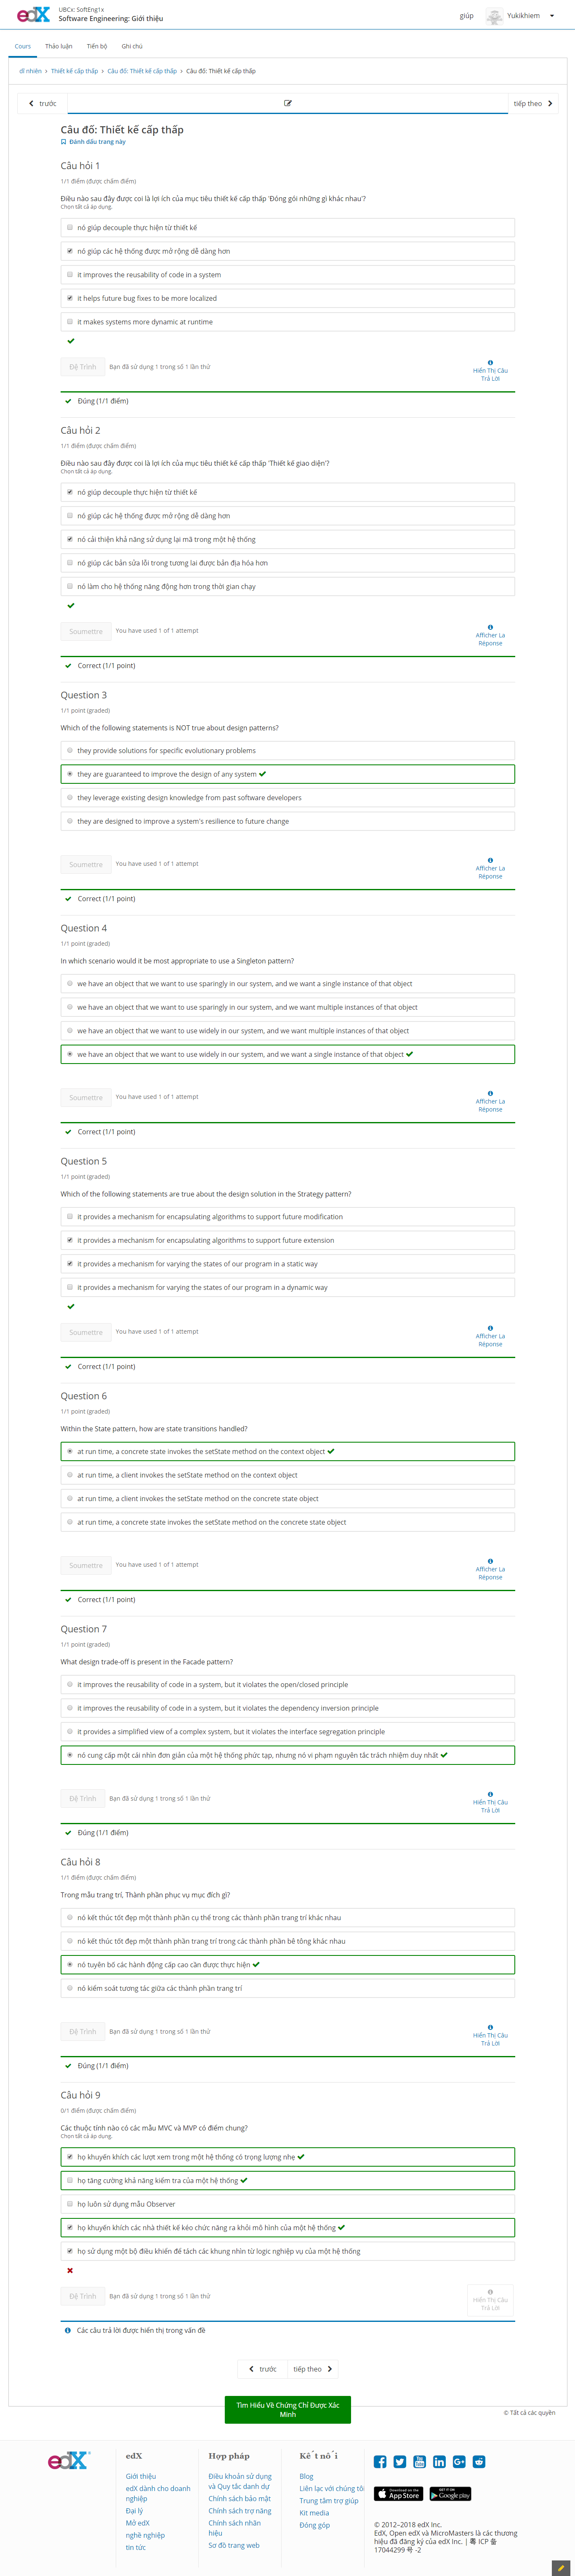 edX
UBCx: SoftEng1x
Software Engineering: Giới thiệu
giúp
Yukikhiem
Cours
Thảo luận
Tiến bộ
Ghi chú
dĩ nhiên > Thiết kế cấp thấp > Câu đố: Thiết kế cấp thấp > Câu đố: Thiết kế cấp thấp
trước
tiếp theo
Câu đố: Thiết kế cấp thấp
Đánh dấu trang này
Câu hỏi 1
1/1 điểm (được chấm điểm)
Điều nào sau đây được coi là lợi ích của mục tiêu thiết kế cấp thấp 'Đóng gói những gì khác nhau'?
Chọn tất cả áp dụng.
nó giúp decouple thực hiện từ thiết kế
nó giúp các hệ thống được mở rộng dễ dàng hơn
it improves the reusability of code in a system
it helps future bug fixes to be more localized
it makes systems more dynamic at runtime
Đệ Trình
Bạn đã sử dụng 1 trong số 1 lần thử
Hiển Thị Câu
Trả Lời
Đúng (1/1 điểm)
Câu hỏi 2
1/1 điểm (được chấm điểm)
Điều nào sau đây được coi là lợi ích của mục tiêu thiết kế cấp thấp 'Thiết kế giao diện'?
Chọn tất cả áp dụng.
nó giúp decouple thực hiện từ thiết kế
nó giúp các hệ thống được mở rộng dễ dàng hơn
nó cải thiện khả năng sử dụng lại mã trong một hệ thống
nó giúp các bản sửa lỗi trong tương lai được bản địa hóa hơn
nó làm cho hệ thống năng động hơn trong thời gian chạy
Soumettre
You have used 1 of 1 attempt
Afficher La
Réponse
Correct (1/1 point)
Question 3
1/1 point (graded)
Which of the following statements is NOT true about design patterns?
they provide solutions for specific evolutionary problems
they are guaranteed to improve the design of any system
they leverage existing design knowledge from past software developers
they are designed to improve a system's resilience to future change
Soumettre
You have used 1 of 1 attempt
Afficher La
Réponse
Correct (1/1 point)
Question 4
1/1 point (graded)
In which scenario would it be most appropriate to use a Singleton pattern?
we have an object that we want to use sparingly in our system, and we want a single instance of that object
we have an object that we want to use sparingly in our system, and we want multiple instances of that object
we have an object that we want to use widely in our system, and we want multiple instances of that object
we have an object that we want to use widely in our system, and we want a single instance of that object
Soumettre
You have used 1 of 1 attempt
Afficher La
Réponse
Correct (1/1 point)
Question 5
1/1 point (graded)
Which of the following statements are true about the design solution in the Strategy pattern?
it provides a mechanism for encapsulating algorithms to support future modification
it provides a mechanism for encapsulating algorithms to support future extension
it provides a mechanism for varying the states of our program in a static way
it provides a mechanism for varying the states of our program in a dynamic way
Soumettre
You have used 1 of 1 attempt
Afficher La
Réponse
Correct (1/1 point)
Question 6
1/1 point (graded)
Within the State pattern, how are state transitions handled?
at run time, a concrete state invokes the setState method on the context object
at run time, a client invokes the setState method on the context object
at run time, a client invokes the setState method on the concrete state object
at run time, a concrete state invokes the setState method on the concrete state object
Soumettre
You have used 1 of 1 attempt
Afficher La
Réponse
Correct (1/1 point)
Question 7
1/1 point (graded)
What design trade-off is present in the Facade pattern?
it improves the reusability of code in a system, but it violates the open/closed principle
it improves the reusability of code in a system, but it violates the dependency inversion principle
it provides a simplified view of a complex system, but it violates the interface segregation principle
nó cung cấp một cái nhìn đơn giản của một hệ thống phức tạp, nhưng nó vi phạm nguyên tắc trách nhiệm duy nhất
Đệ Trình
Bạn đã sử dụng 1 trong số 1 lần thử
Hiển Thị Câu
Trả Lời
Đúng (1/1 điểm)
Câu hỏi 8
1/1 điểm (được chấm điểm)
Trong mẫu trang trí, Thành phần phục vụ mục đích gì?
nó kết thúc tốt đẹp một thành phần cụ thể trong các thành phần trang trí khác nhau
nó kết thúc tốt đẹp một thành phần trang trí trong các thành phần bê tông khác nhau
nó tuyên bố các hành động cấp cao cần được thực hiện
nó kiểm soát tương tác giữa các thành phần trang trí
Đệ Trình
Bạn đã sử dụng 1 trong số 1 lần thử
Hiển Thị Câu
Trả Lời
Đúng (1/1 điểm)
Câu hỏi 9
0/1 điểm (được chấm điểm)
Các thuộc tính nào có các mẫu MVC và MVP có điểm chung?
Chọn tất cả áp dụng.
họ khuyến khích các lượt xem trong một hệ thống có trọng lượng nhẹ
họ tăng cường khả năng kiểm tra của một hệ thống
họ luôn sử dụng mẫu Observer
họ khuyến khích các nhà thiết kế kéo chức năng ra khỏi mô hình của một hệ thống
họ sử dụng một bộ điều khiển để tách các khung nhìn từ logic nghiệp vụ của một hệ thống
Đệ Trình
Bạn đã sử dụng 1 trong số 1 lần thử
Hiển Thị Câu
Trả Lời
Các câu trả lời được hiển thị trong vấn đề
trước
tiếp theo
Tìm Hiểu Về Chứng Chỉ Được Xác
Minh
© Tất cả các quyền
edX
edX
Giới thiệu
edX dành cho doanh
nghiệp
Đại lý
Mở edX
nghề nghiệp
tin tức
Hợp pháp
Điều khoản sử dụng
và Quy tắc danh dự
Chính sách bảo mật
Chính sách trợ năng
Chính sách nhãn
hiệu
Sơ đồ trang web
Kết nối
Blog
Liên lạc với chúng tôi
Trung tâm trợ giúp
Kit media
Đóng góp
Download on the
App Store
GET IT ON
Google play
© 2012–2018 edX Inc.
EdX, Open edX và MicroMasters là các thương
hiệu đã đăng ký của edX Inc. | 粤 ICP 备
17044299 号 -2